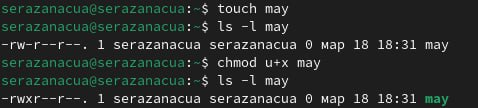 serazanacua@serazanacua:~$ touch may
serazanacua@serazanacua:~$ ls -l may
-rw-r--r--. 1 serazanacua serazanacua 0 мар 18 18:31 may
serazanacua@serazanacua:~$ chmod u+x may
serazanacua@serazanacua:~$ ls -l may
-rwxr--r--. 1 serazanacua serazanacua 0 мар 18 18:31 may